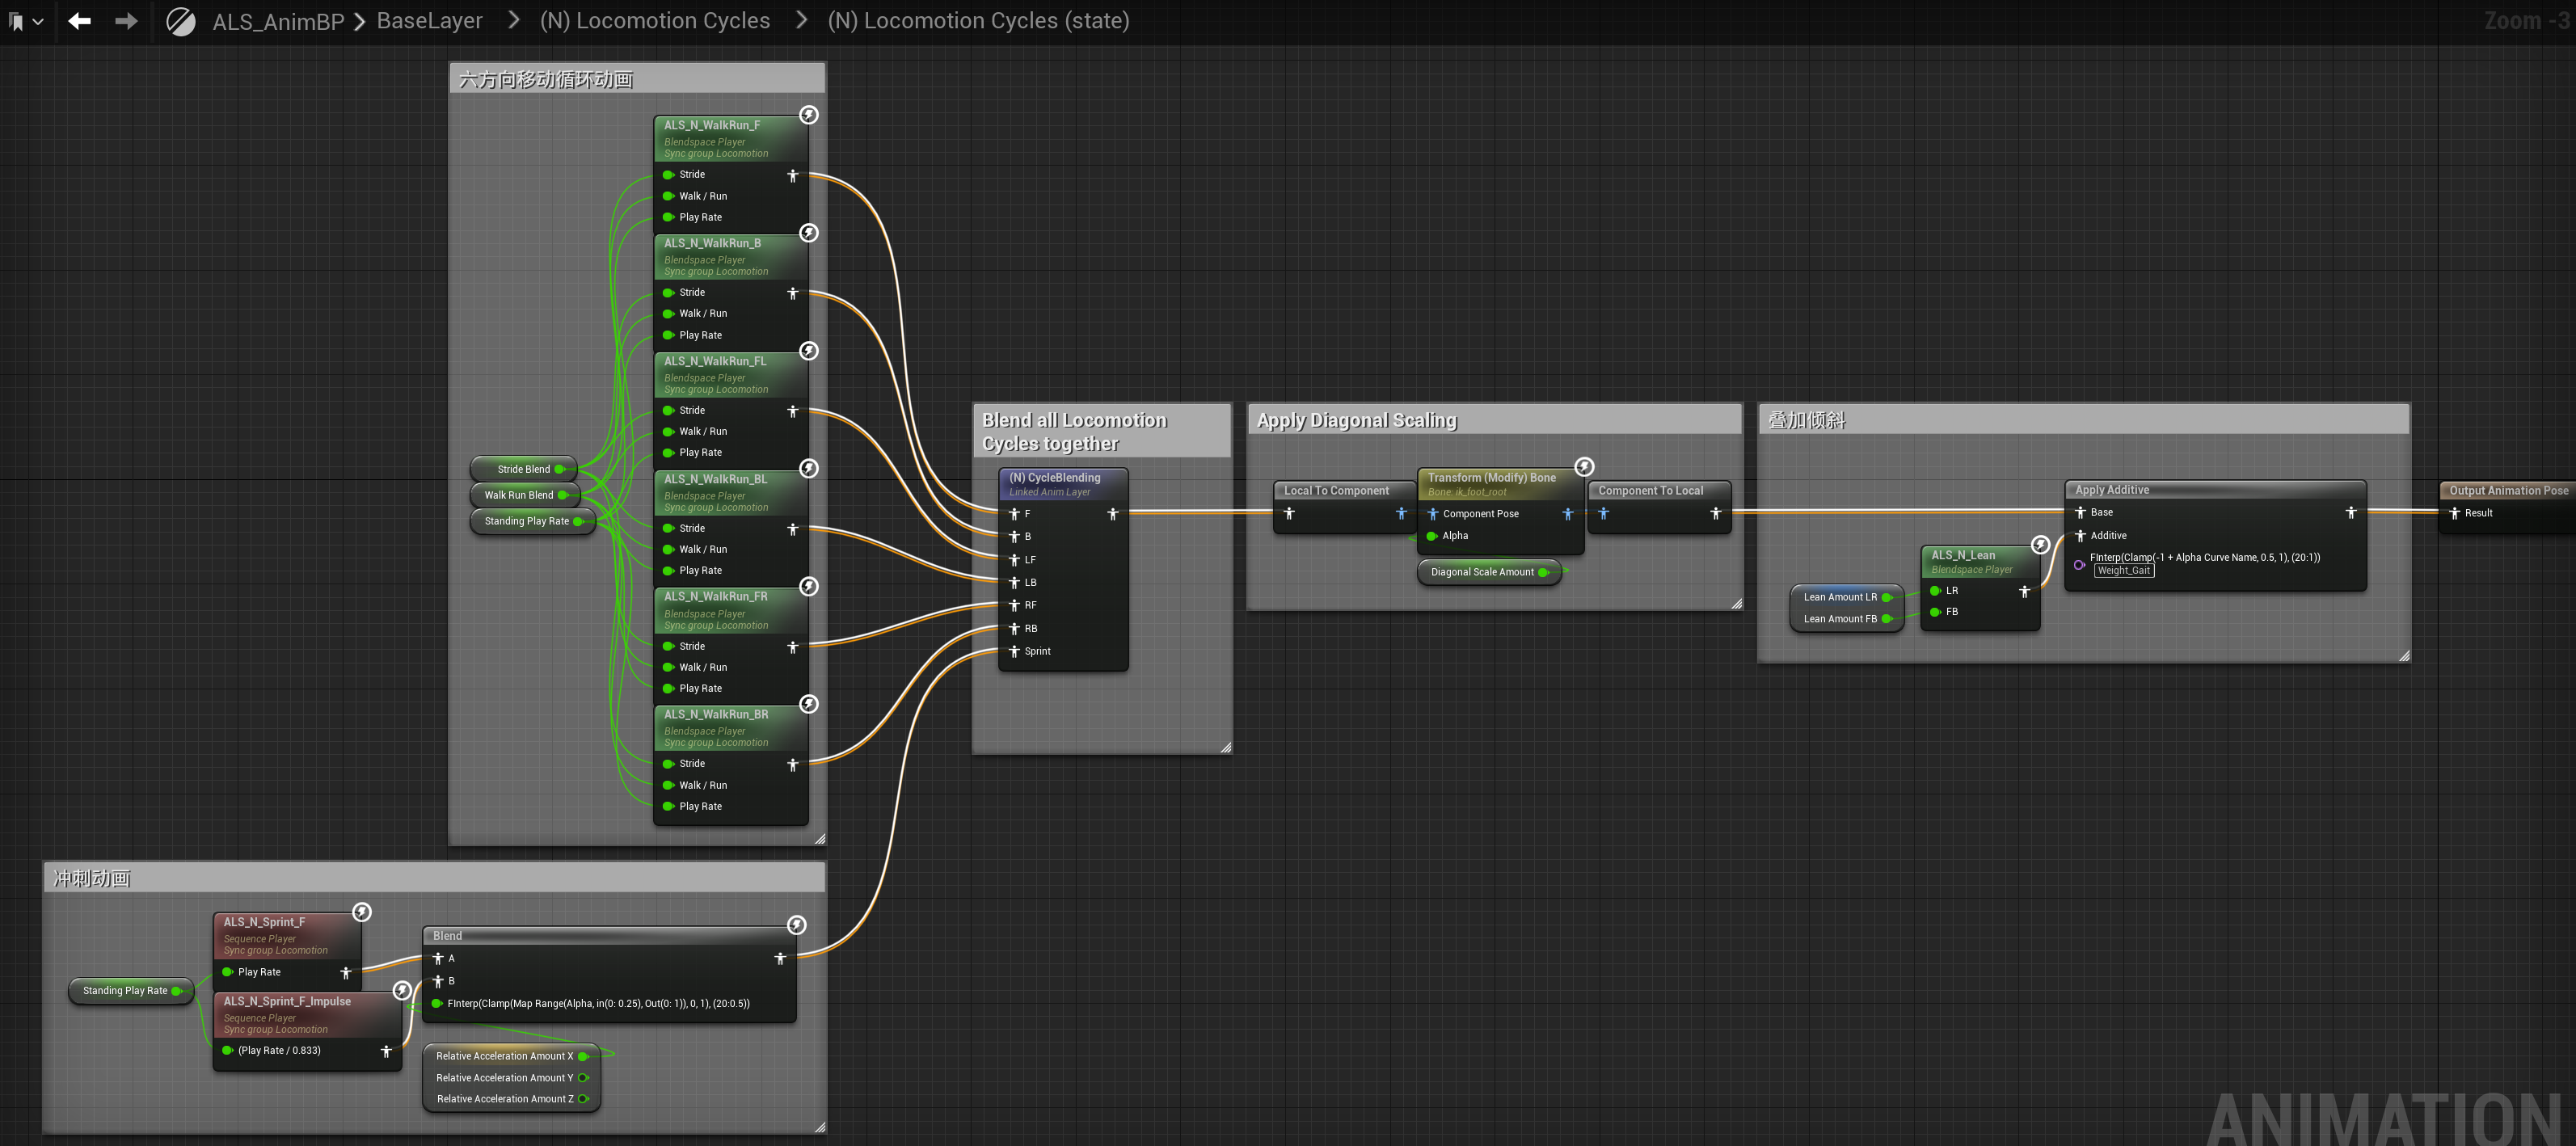 ALS_AnimBP > BaseLayer > (N) Locomotion Cycles > (N) Locomotion Cycles (state)
Zoom -3
六方向移动循环动画
ALS_N_WalkRun_F
Blendspace Player
Sync group Locomotion
Stride
Walk / Run
Play Rate
ALS_N_WalkRun_B
Blendspace Player
Sync group Locomotion
Stride
Walk / Run
Play Rate
ALS_N_WalkRun_FL
Blendspace Player
Sync group Locomotion
Stride
Walk / Run
Play Rate
ALS_N_WalkRun_BL
Blendspace Player
Sync group Locomotion
Stride
Walk / Run
Play Rate
ALS_N_WalkRun_FR
Blendspace Player
Sync group Locomotion
Stride
Walk / Run
Play Rate
ALS_N_WalkRun_BR
Blendspace Player
Sync group Locomotion
Stride
Walk / Run
Play Rate
Stride Blend
Walk Run Blend
Standing Play Rate
Blend all Locomotion
Cycles together
(N) CycleBlending
Linked Anim Layer
F
B
LF
LB
RF
RB
Sprint
Apply Diagonal Scaling
Local To Component
Transform (Modify) Bone
Bone: ik_foot_root
Component Pose
Alpha
Component To Local
Diagonal Scale Amount
叠加倾斜
Apply Additive
Base
Additive
FInterp(Clamp(-1 + Alpha Curve Name, 0.5, 1), (20:1))
Weight_Gait
ALS_N_Lean
Blendspace Player
LR
FB
Lean Amount LR
Lean Amount FB
Output Animation Pose
Result
冲刺动画
ALS_N_Sprint_F
Sequence Player
Sync group Locomotion
Play Rate
Standing Play Rate
ALS_N_Sprint_F_Impulse
Sequence Player
Sync group Locomotion
(Play Rate / 0.833)
Blend
A
B
FInterp(Clamp(Map Range(Alpha, in(0: 0.25), Out(0: 1)), 0, 1), (20:0.5))
Relative Acceleration Amount X
Relative Acceleration Amount Y
Relative Acceleration Amount Z
ANIMATION